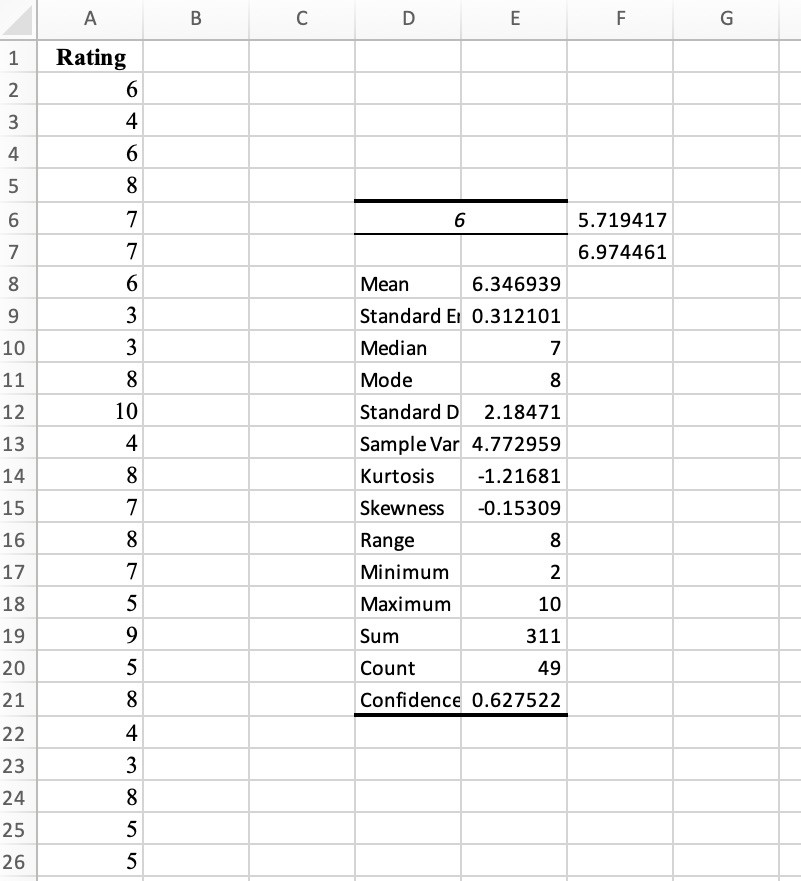 A B C D E F G
1 Rating
2 6
3 4
4 6
5 8
6 7 6 5.719417
7 7 6.974461
8 6 Mean 6.346939
9 3 Standard Er 0.312101
10 3 Median 7
11 8 Mode 8
12 10 Standard D 2.18471
13 4 Sample Var 4.772959
14 8 Kurtosis -1.21681
15 7 Skewness -0.15309
16 8 Range 8
17 7 Minimum 2
18 5 Maximum 10
19 9 Sum 311
20 5 Count 49
21 8 Confidence 0.627522
22 4
23 3
24 8
25 5
26 5